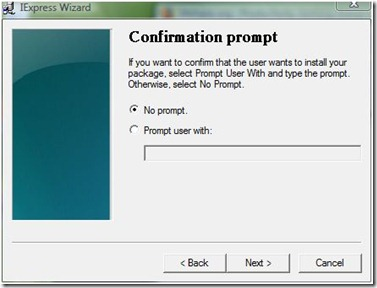 IExpress Wizard
Confirmation prompt
If you want to confirm that the user wants to install your
package, select Prompt User With and type the prompt.
Otherwise, select No Prompt.
No prompt.
Prompt user with:
< Back
Next >
Cancel